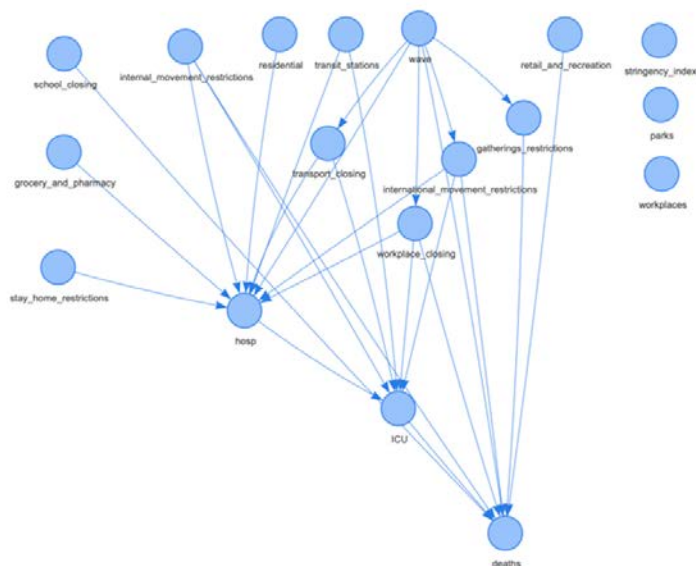 school_closing
internal_movement_restrictions
residential
transit_stations
wave
retail_and_recreation
stringency_index
grocery_and_pharmacy
transport_closing
gatherings_restrictions
parks
international_movement_restrictions
workplaces
stay_home_restrictions
workplace_closing
hosp
ICU
deaths